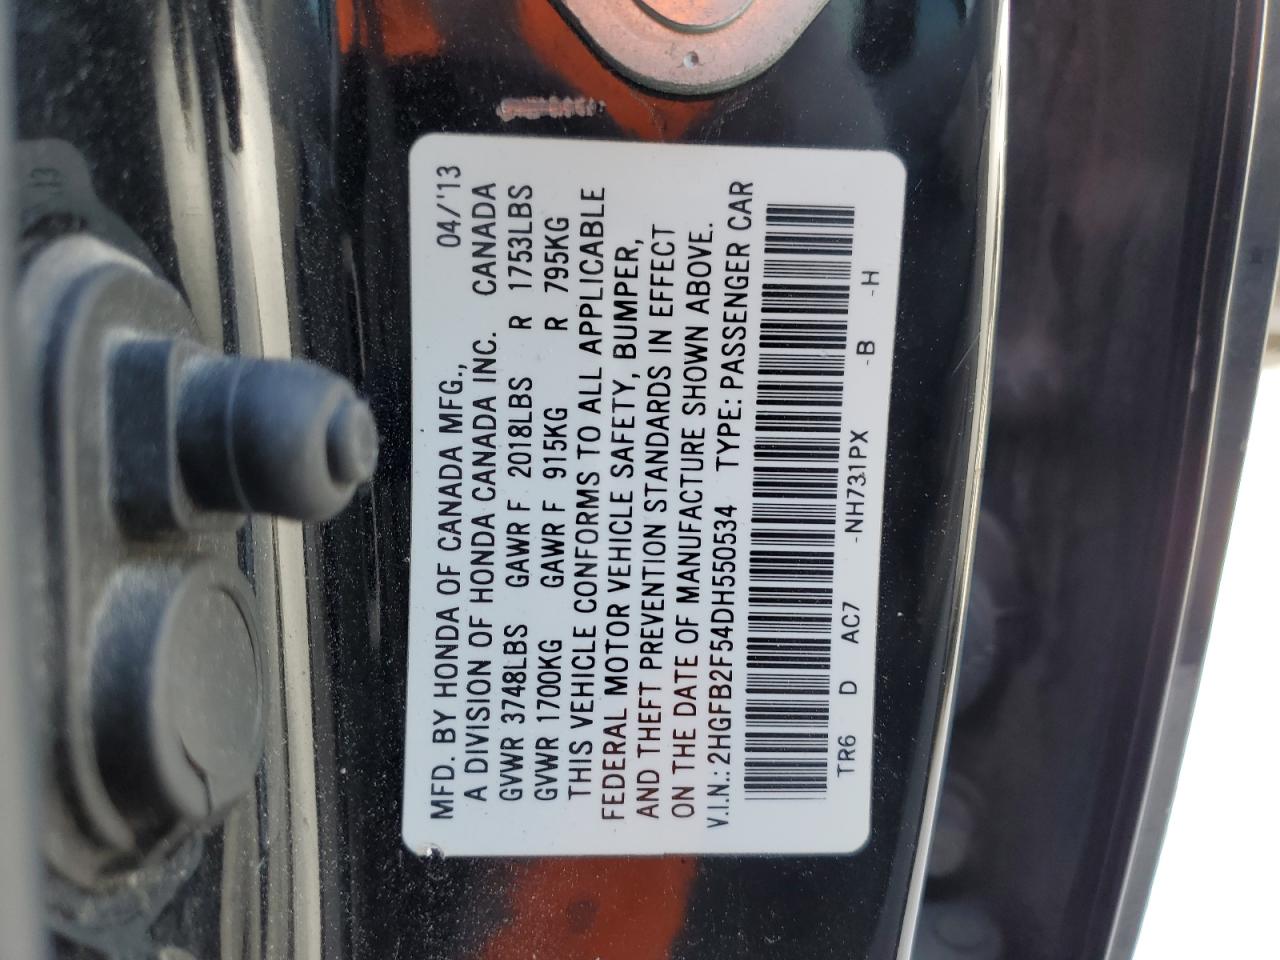 MFD. BY HONDA OF CANADA MFG., 04/'13
A DIVISION OF HONDA CANADA INC. CANADA
GVWR 3748LBS GAWR F 2018LBS R 1753LBS
GVWR 1700KG GAWR F 915KG R 795KG
THIS VEHICLE CONFORMS TO ALL APPLICABLE
FEDERAL MOTOR VEHICLE SAFETY, BUMPER,
AND THEFT PREVENTION STANDARDS IN EFFECT
ON THE DATE OF MANUFACTURE SHOWN ABOVE.
V.I.N.: 2HGFB2F54DH550534 TYPE: PASSENGER CAR
TR6 D AC7 -NH731PX -B -H
13